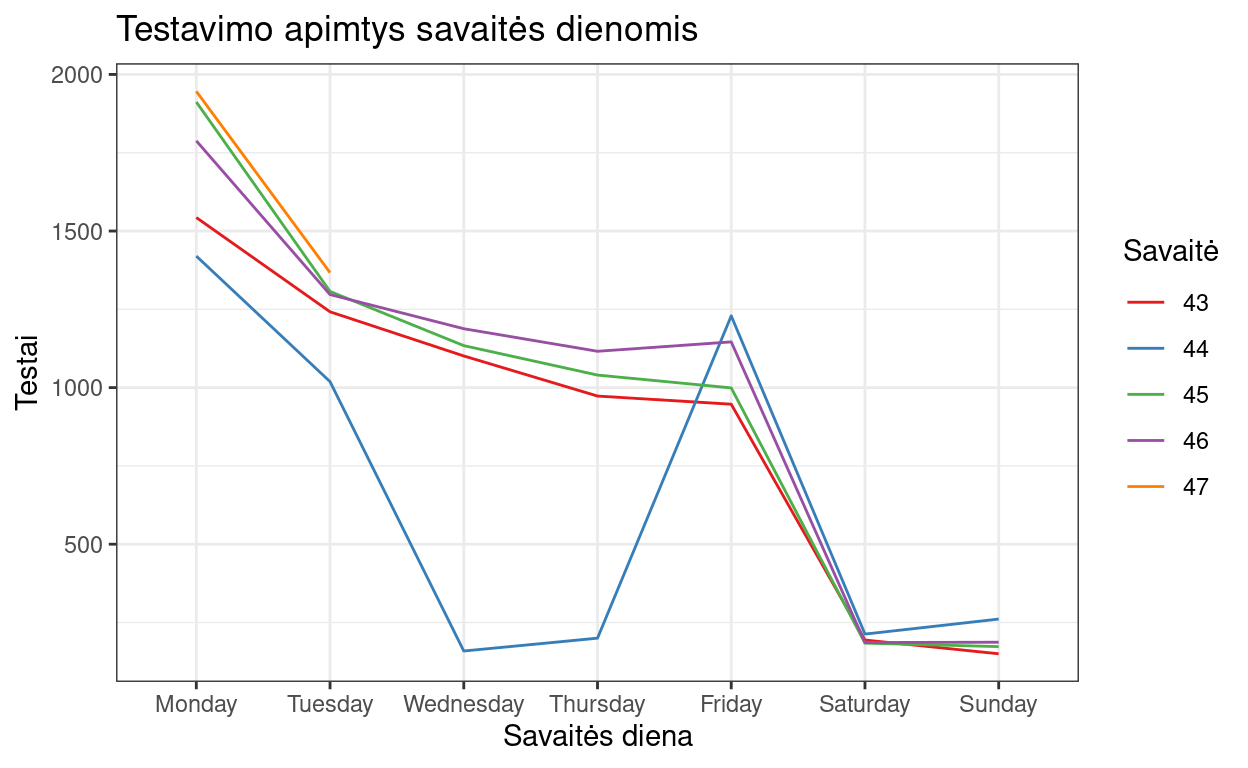 Testavimo apimtys savaitės dienomis
Testai
2000
1500
1000
500
Monday Tuesday Wednesday Thursday Friday Saturday Sunday
Savaitės diena
Savaitė
43
44
45
46
47